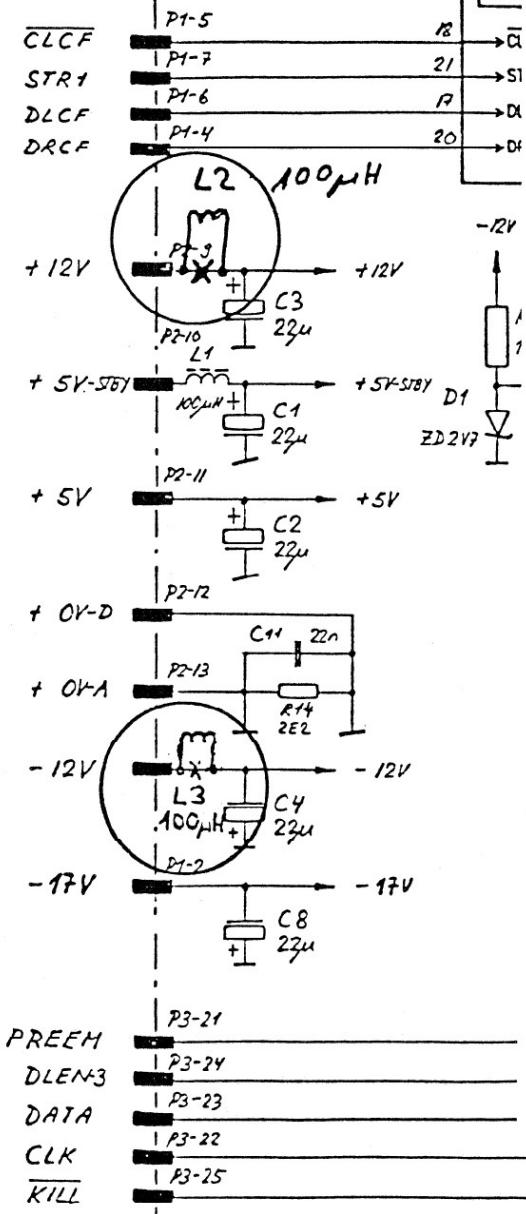 P1-5
CLCF 18 CL
P1-7
STR1 21 ST
P1-6
DLCF 17 DL
P1-4
DRCF 20 DR
L2 100µH
-12V
P1-9
+12V +12V
+ C3
22µ
P2-10
L1
+ 5V-STBY +5V-STBY
100µH + C1
22µ
D1
ZD2V7
P2-11
+ 5V +5V
+ C2
22µ
P2-12
+ 0V-D
C11 22n
P2-13
+ 0V-A
R14
2E2
-12V -12V
L3
100µH
C4
22µ
+
P1-2
-17V -17V
C8
22µ
+
P3-21
PREEM
P3-24
DLEN3
P3-23
DATA
P3-22
CLK
P3-25
KILL